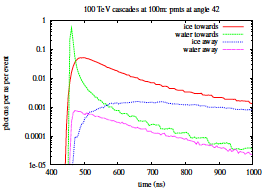 100 TeV cascades at 100m: pmts at angle 42
ice towards
water towards
ice away
water away
photons per ns per event
1
0.1
0.01
0.001
0.0001
1e-05
400 500 600 700 800 900 1000
time (ns)